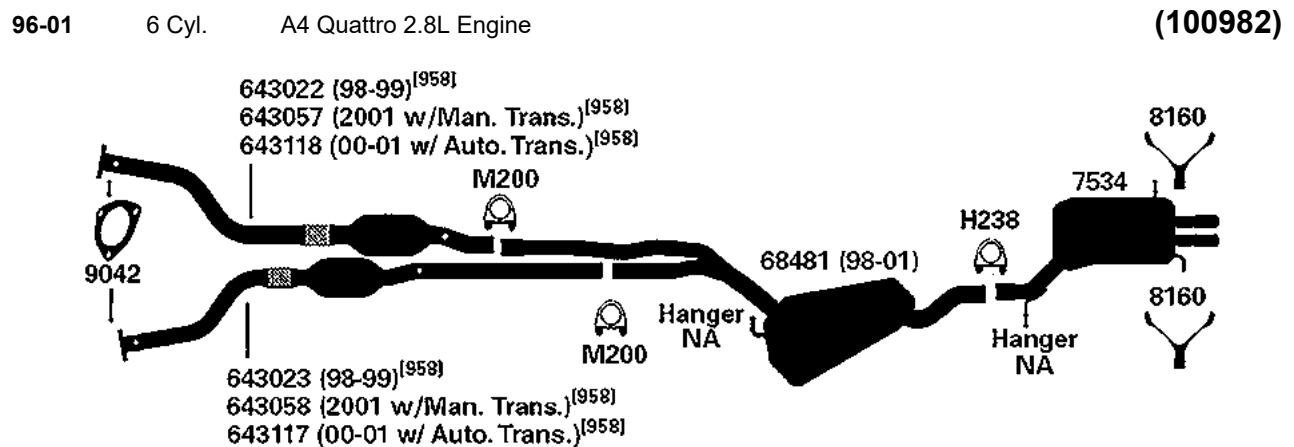 96-01 6 Cyl. A4 Quattro 2.8L Engine (100982)
643022 (98-99)[958]
643057 (2001 w/Man. Trans.)[958]
643118 (00-01 w/ Auto. Trans.)[958]
M200
8160
7534
H238
9042
68481 (98-01)
8160
Hanger
NA
M200
Hanger
NA
643023 (98-99)[958]
643058 (2001 w/Man. Trans.)[958]
643117 (00-01 w/ Auto. Trans.)[958]